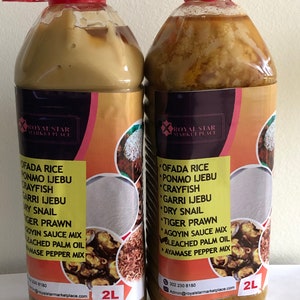 ROYAL STAR
MARKET PLACE
OFADA RICE
PONMO IJEBU
CRAYFISH
GARRI IJEBU
DRY SNAIL
TIGER PRAWN
AGOYIN SAUCE MIX
BLEACHED PALM OIL
AYAMASE PEPPER MIX
2L
ROYAL STAR
MARKET PLACE
• OFADA RICE
• PONMO IJEBU
• CRAYFISH
• GARRI IJEBU
• DRY SNAIL
• TIGER PRAWN
• AGOYIN SAUCE MIX
• BLEACHED PALM OIL
• AYAMASE PEPPER MIX
2L